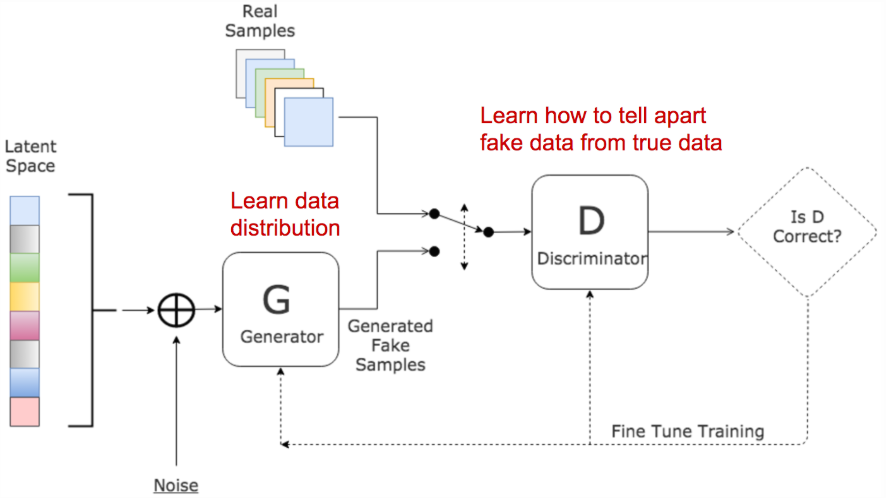 Real
Samples
Learn how to tell apart
fake data from true data
Latent
Space
Learn data
distribution
D
Discriminator
Is D
Correct?
G
Generator
Generated
Fake
Samples
Fine Tune Training
Noise